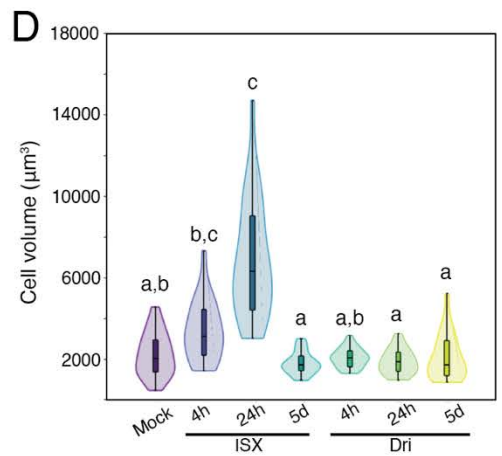 D
Cell volume (μm³)
18000
14000
10000
6000
2000
a,b
b,c
c
a
a,b
a
a
Mock
4h
24h
5d
4h
24h
5d
ISX
Dri